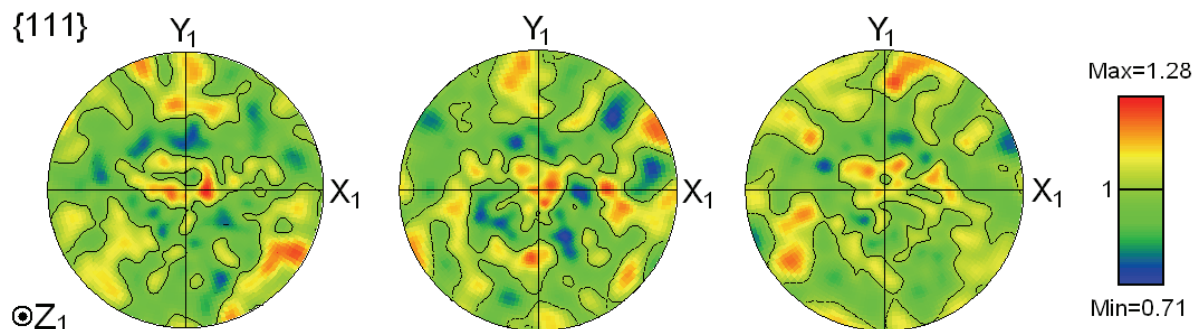 {111}
Y1 Y1 Y1
X1 X1 X1
⊙Z1
Max=1.28
1
Min=0.71